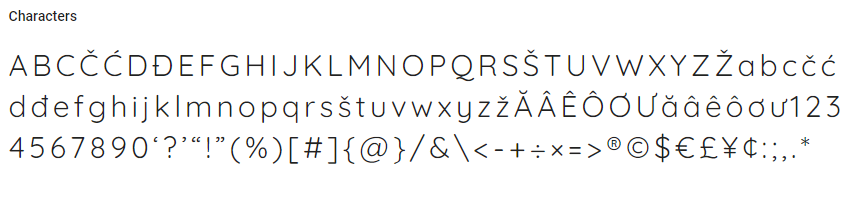 Characters
ABCČĆDĐEFGHIJKLMNOPQRSŠTUVWXYZŽabcčć
dđefghijklmnopqrsštuvwxyzžĂÂÊÔƠƯăâêôơư123
4567890‘?’“!”(%)[#]{@}/&\<-+÷×=>®©$€£¥¢:;,.*